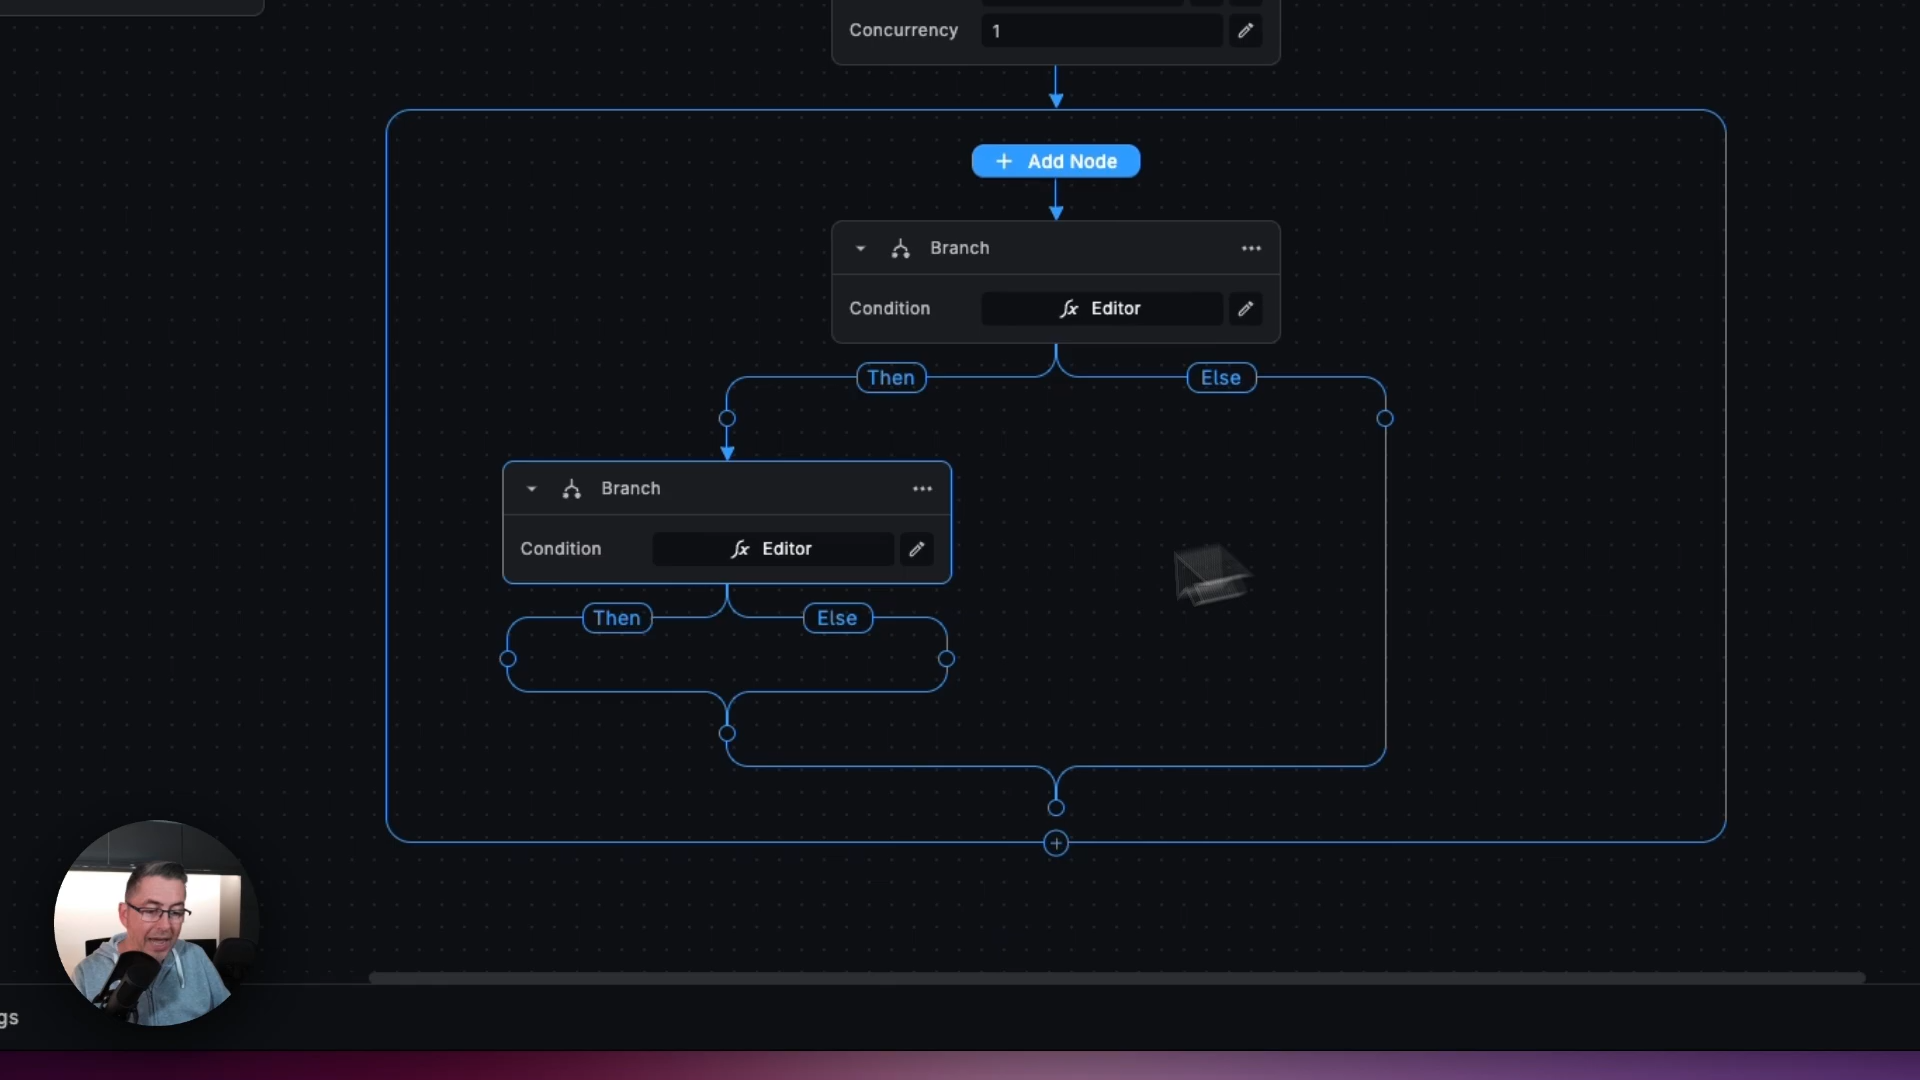 Concurrency
1
Add Node
Branch
Condition
Editor
Then
Else
Branch
Condition
Editor
Then
Else
gs